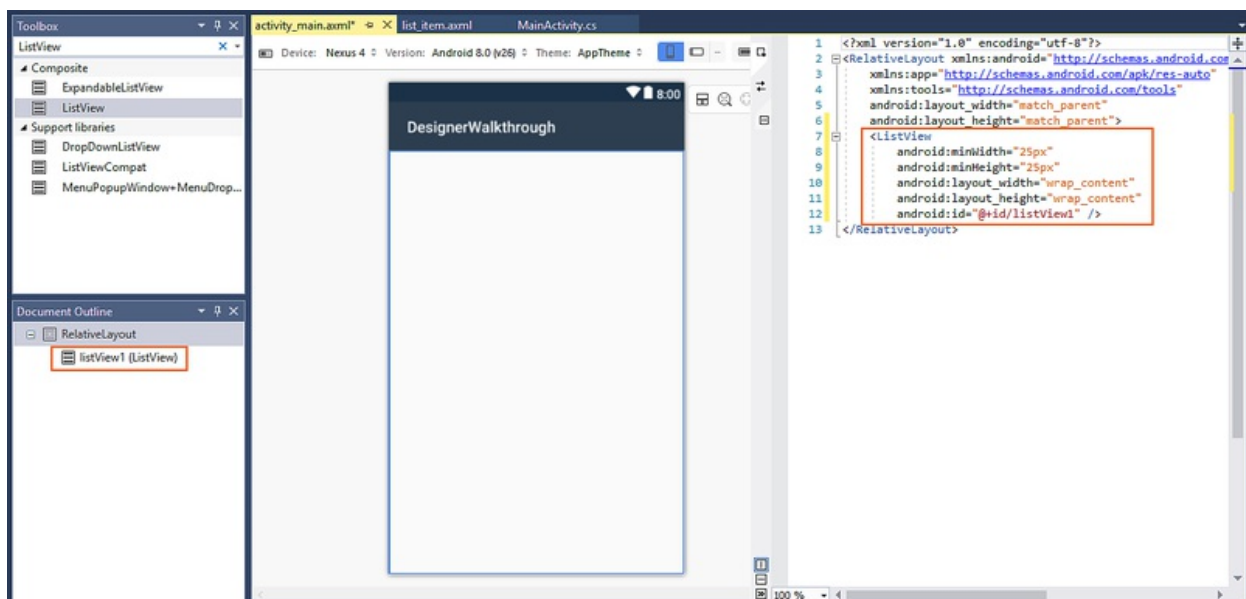 Toolbox
ListView
Composite
ExpandableListView
ListView
Support libraries
DropDownListView
ListViewCompat
MenuPopupWindow+MenuDrop...
Document Outline
RelativeLayout
listView1 (ListView)
activity_main.axml* list_item.axml MainActivity.cs
Device: Nexus 4 Version: Android 8.0 (v26) Theme: AppTheme
8:00
DesignerWalkthrough
1 <?xml version="1.0" encoding="utf-8"?>
2 <RelativeLayout xmlns:android="http://schemas.android.com
3 xmlns:app="http://schemas.android.com/apk/res-auto"
4 xmlns:tools="http://schemas.android.com/tools"
5 android:layout_width="match_parent"
6 android:layout_height="match_parent">
7 <ListView
8 android:minWidth="25px"
9 android:minHeight="25px"
10 android:layout_width="wrap_content"
11 android:layout_height="wrap_content"
12 android:id="@+id/listView1" />
13 </RelativeLayout>
100 %